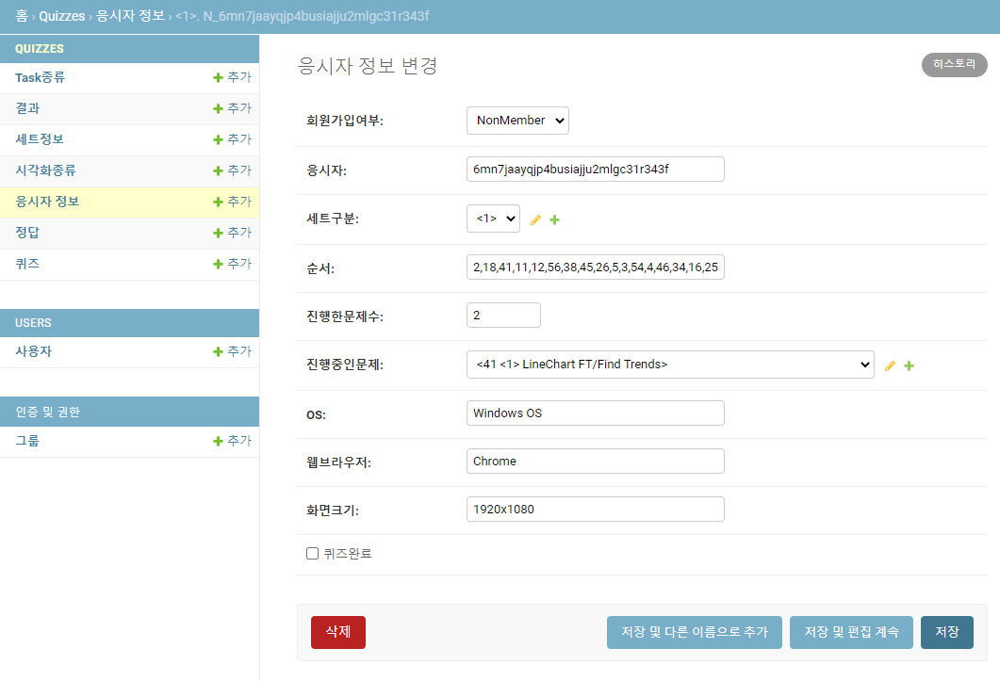 홈 › Quizzes › 응시자 정보 › <1>. N_6mn7jaayqjp4busiajju2mlgc31r343f
QUIZZES
Task종류 추가
결과 추가
세트정보 추가
시각화종류 추가
응시자 정보 추가
정답 추가
퀴즈 추가
USERS
사용자 추가
인증 및 권한
그룹 추가
응시자 정보 변경
히스토리
회원가입여부: NonMember
응시자: 6mn7jaayqjp4busiajju2mlgc31r343f
세트구분: <1>
순서: 2,18,41,11,12,56,38,45,26,5,3,54,4,46,34,16,25
진행한문제수: 2
진행중인문제: <41 <1> LineChart FT/Find Trends>
OS: Windows OS
웹브라우저: Chrome
화면크기: 1920x1080
퀴즈완료
삭제 저장 및 다른 이름으로 추가 저장 및 편집 계속 저장